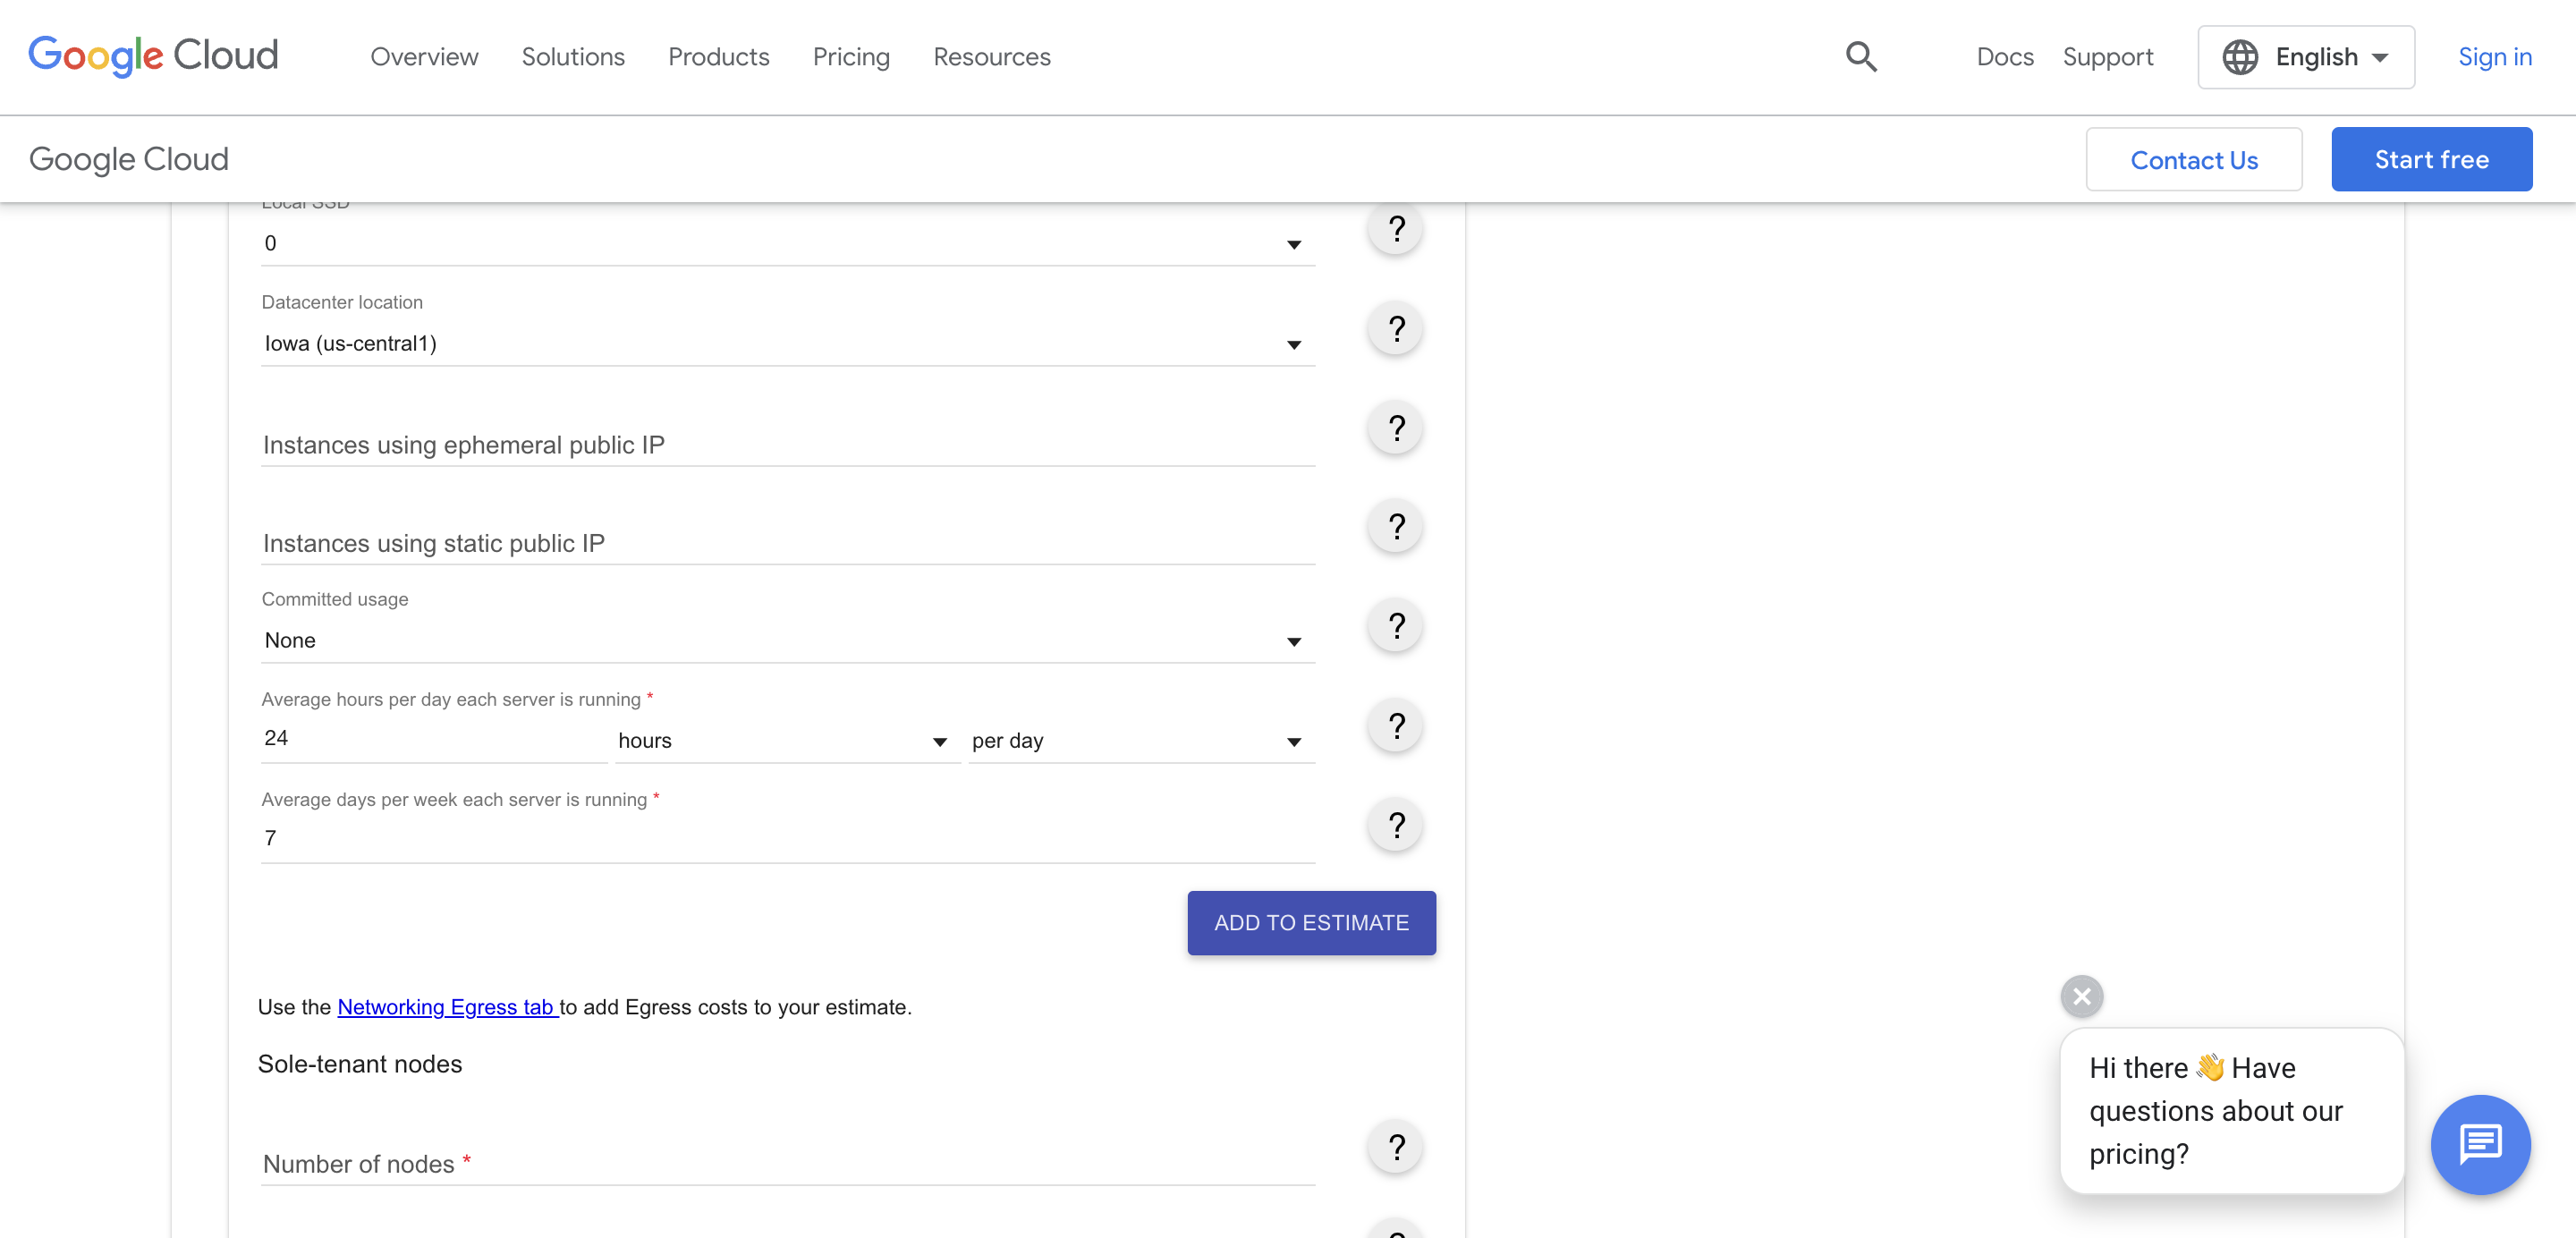 Google Cloud
Overview Solutions Products Pricing Resources
Docs Support English Sign in
Google Cloud
Contact Us Start free
Local SSD
0
?
Datacenter location
Iowa (us-central1)
?
Instances using ephemeral public IP
?
Instances using static public IP
?
Committed usage
None
?
Average hours per day each server is running *
24 hours per day
?
Average days per week each server is running *
7
?
ADD TO ESTIMATE
Use the Networking Egress tab to add Egress costs to your estimate.
Sole-tenant nodes
Number of nodes *
?
?
Hi there 👋 Have
questions about our
pricing?